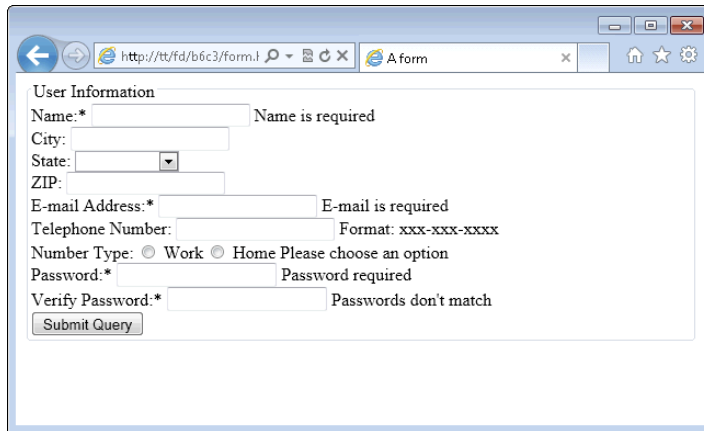 http://tt/fd/b6c3/form.h
A form
User Information
Name:* Name is required
City:
State:
ZIP:
E-mail Address:* E-mail is required
Telephone Number: Format: xxx-xxx-xxxx
Number Type: Work Home Please choose an option
Password:* Password required
Verify Password:* Passwords don't match
Submit Query